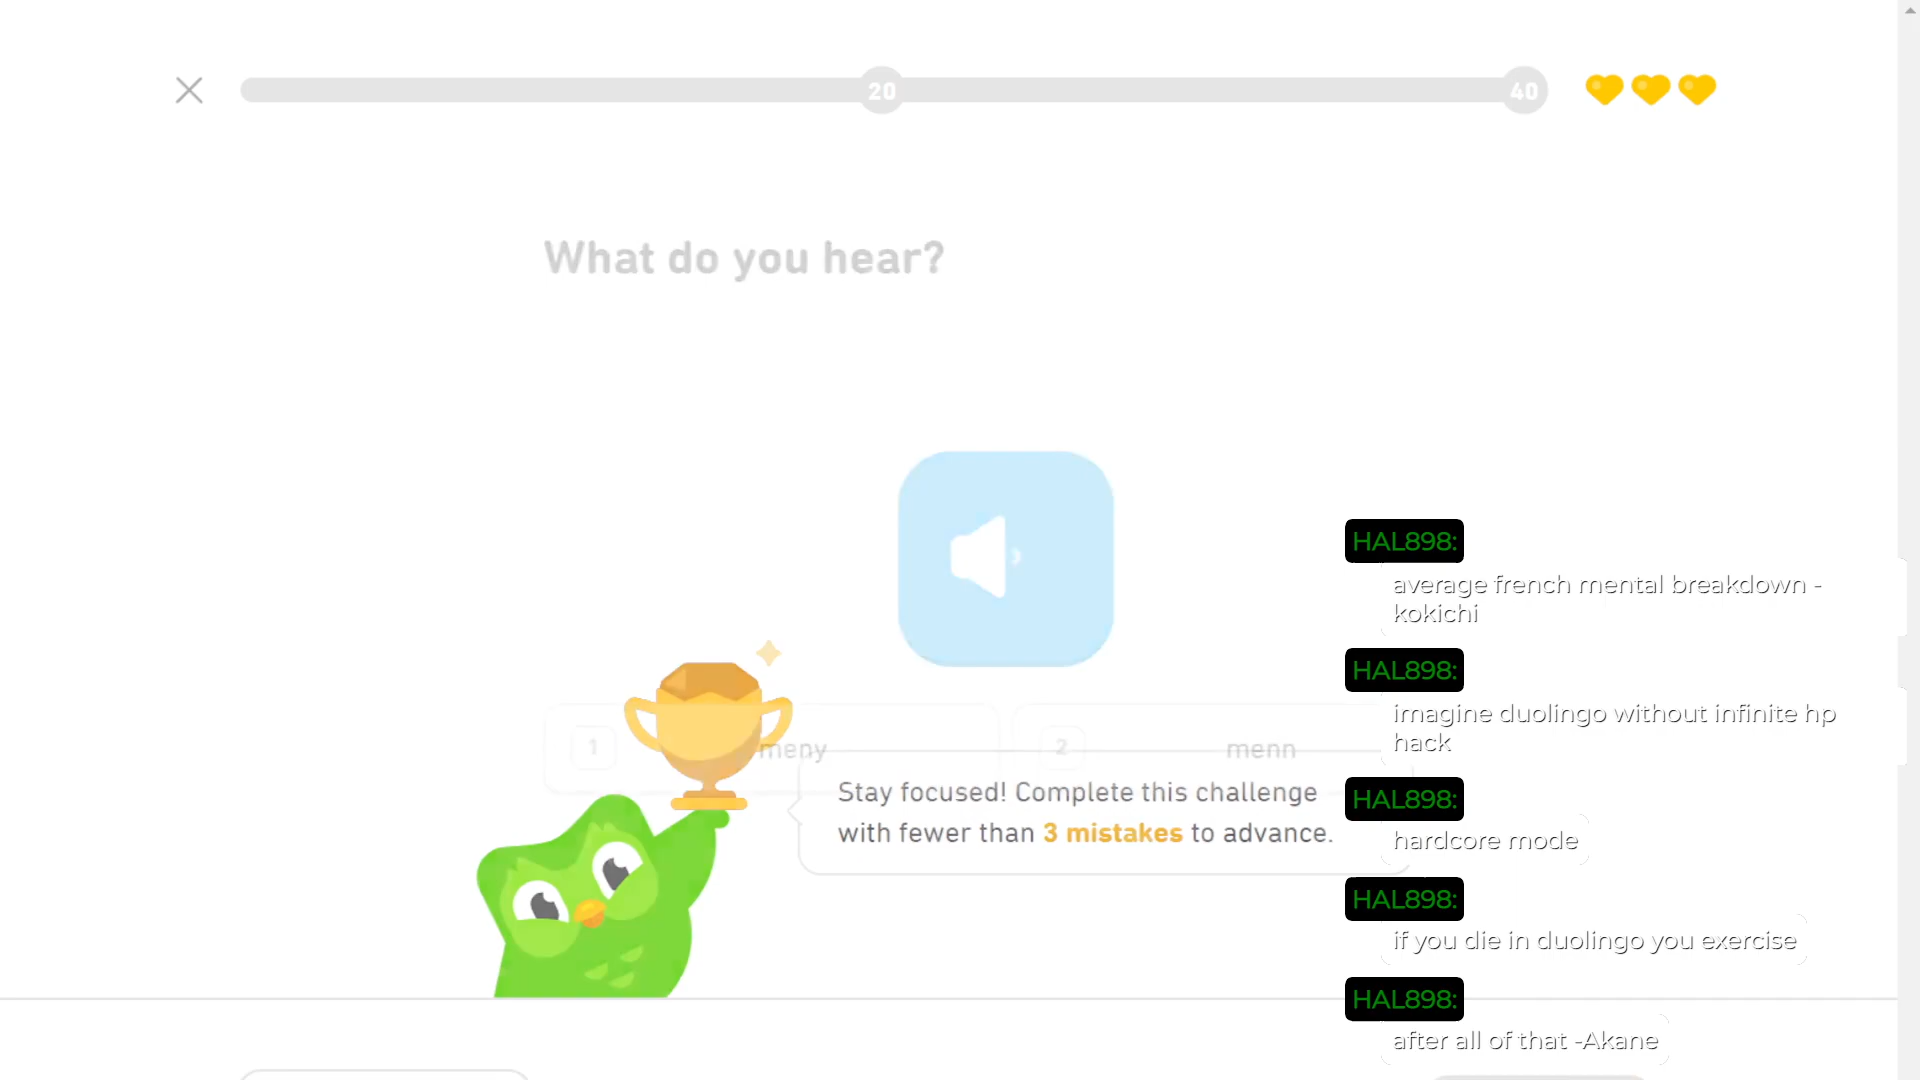 20
40
What do you hear?
1
meny
2
menn
Stay focused! Complete this challenge
with fewer than 3 mistakes to advance.
HAL898:
average french mental breakdown -
kokichi
HAL898:
imagine duolingo without infinite hp
hack
HAL898:
hardcore mode
HAL898:
if you die in duolingo you exercise
HAL898:
after all of that -Akane